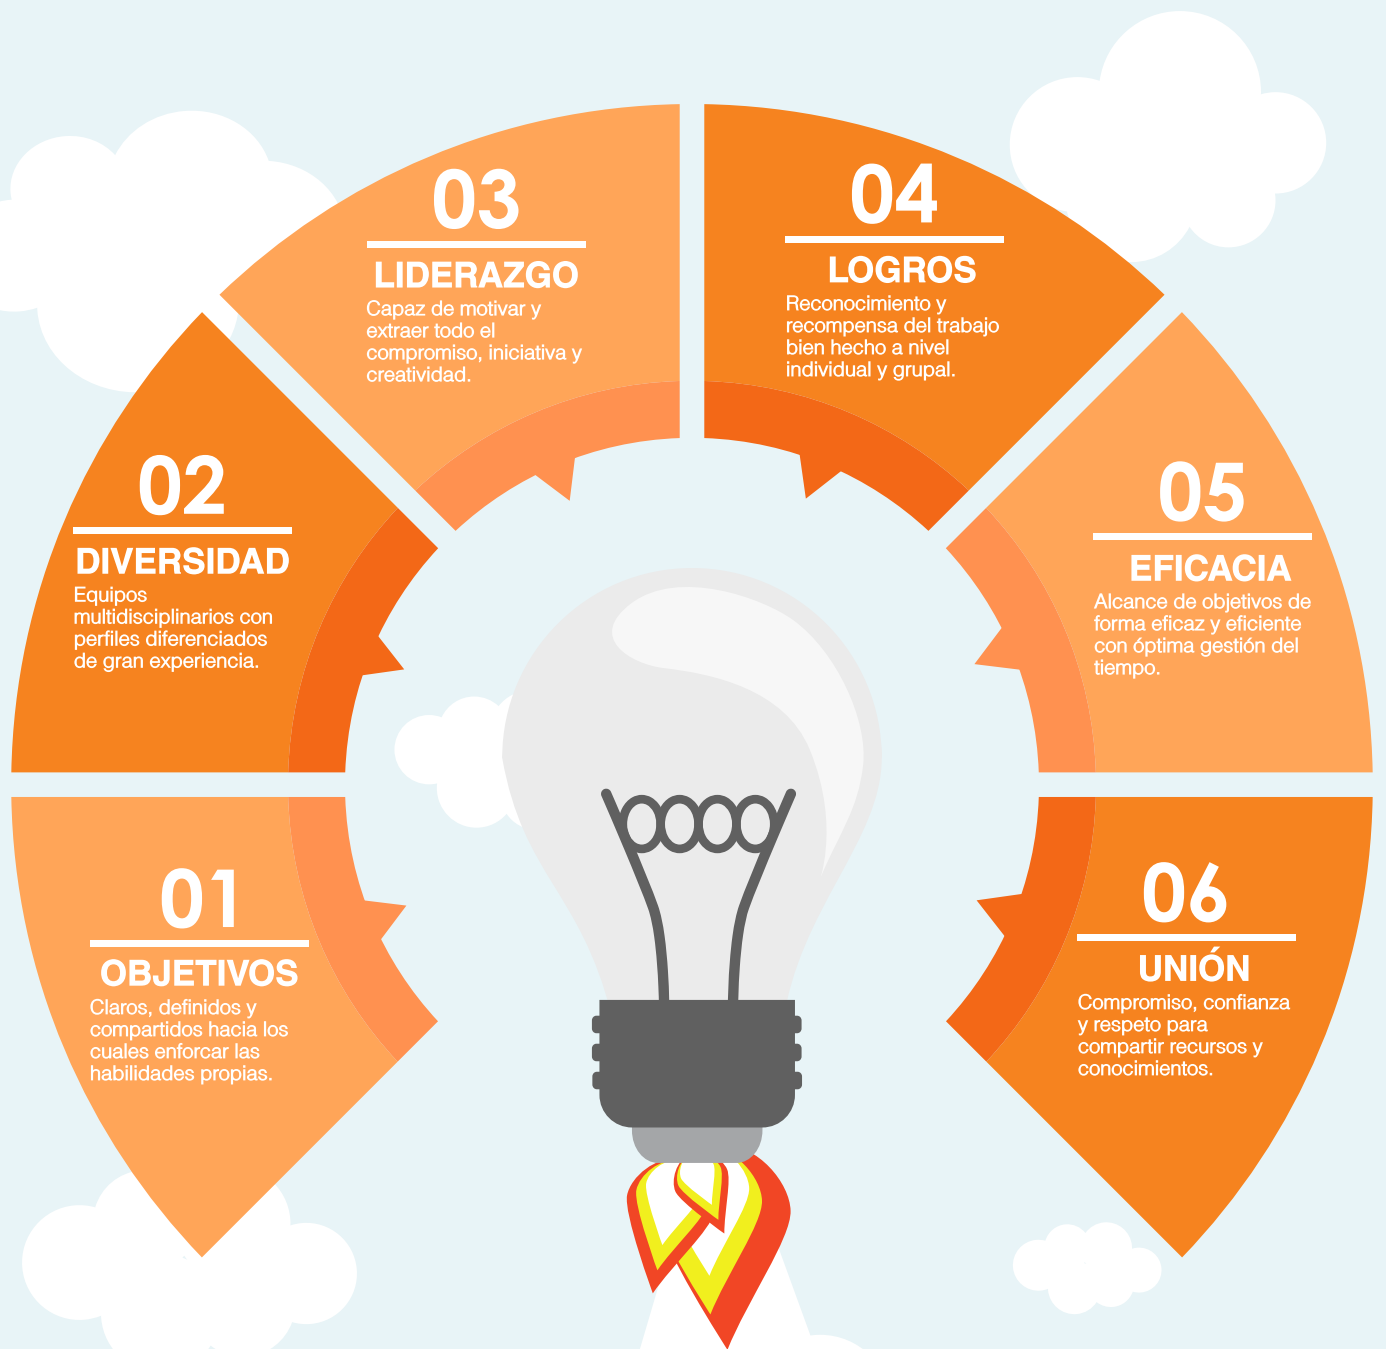 01
OBJETIVOS
Claros, definidos y
compartidos hacia los
cuales enforcar las
habilidades propias.
02
DIVERSIDAD
Equipos
multidisciplinarios con
perfiles diferenciados
de gran experiencia.
03
LIDERAZGO
Capaz de motivar y
extraer todo el
compromiso, iniciativa y
creatividad.
04
LOGROS
Reconocimiento y
recompensa del trabajo
bien hecho a nivel
individual y grupal.
05
EFICACIA
Alcance de objetivos de
forma eficaz y eficiente
con óptima gestión del
tiempo.
06
UNIÓN
Compromiso, confianza
y respeto para
compartir recursos y
conocimientos.